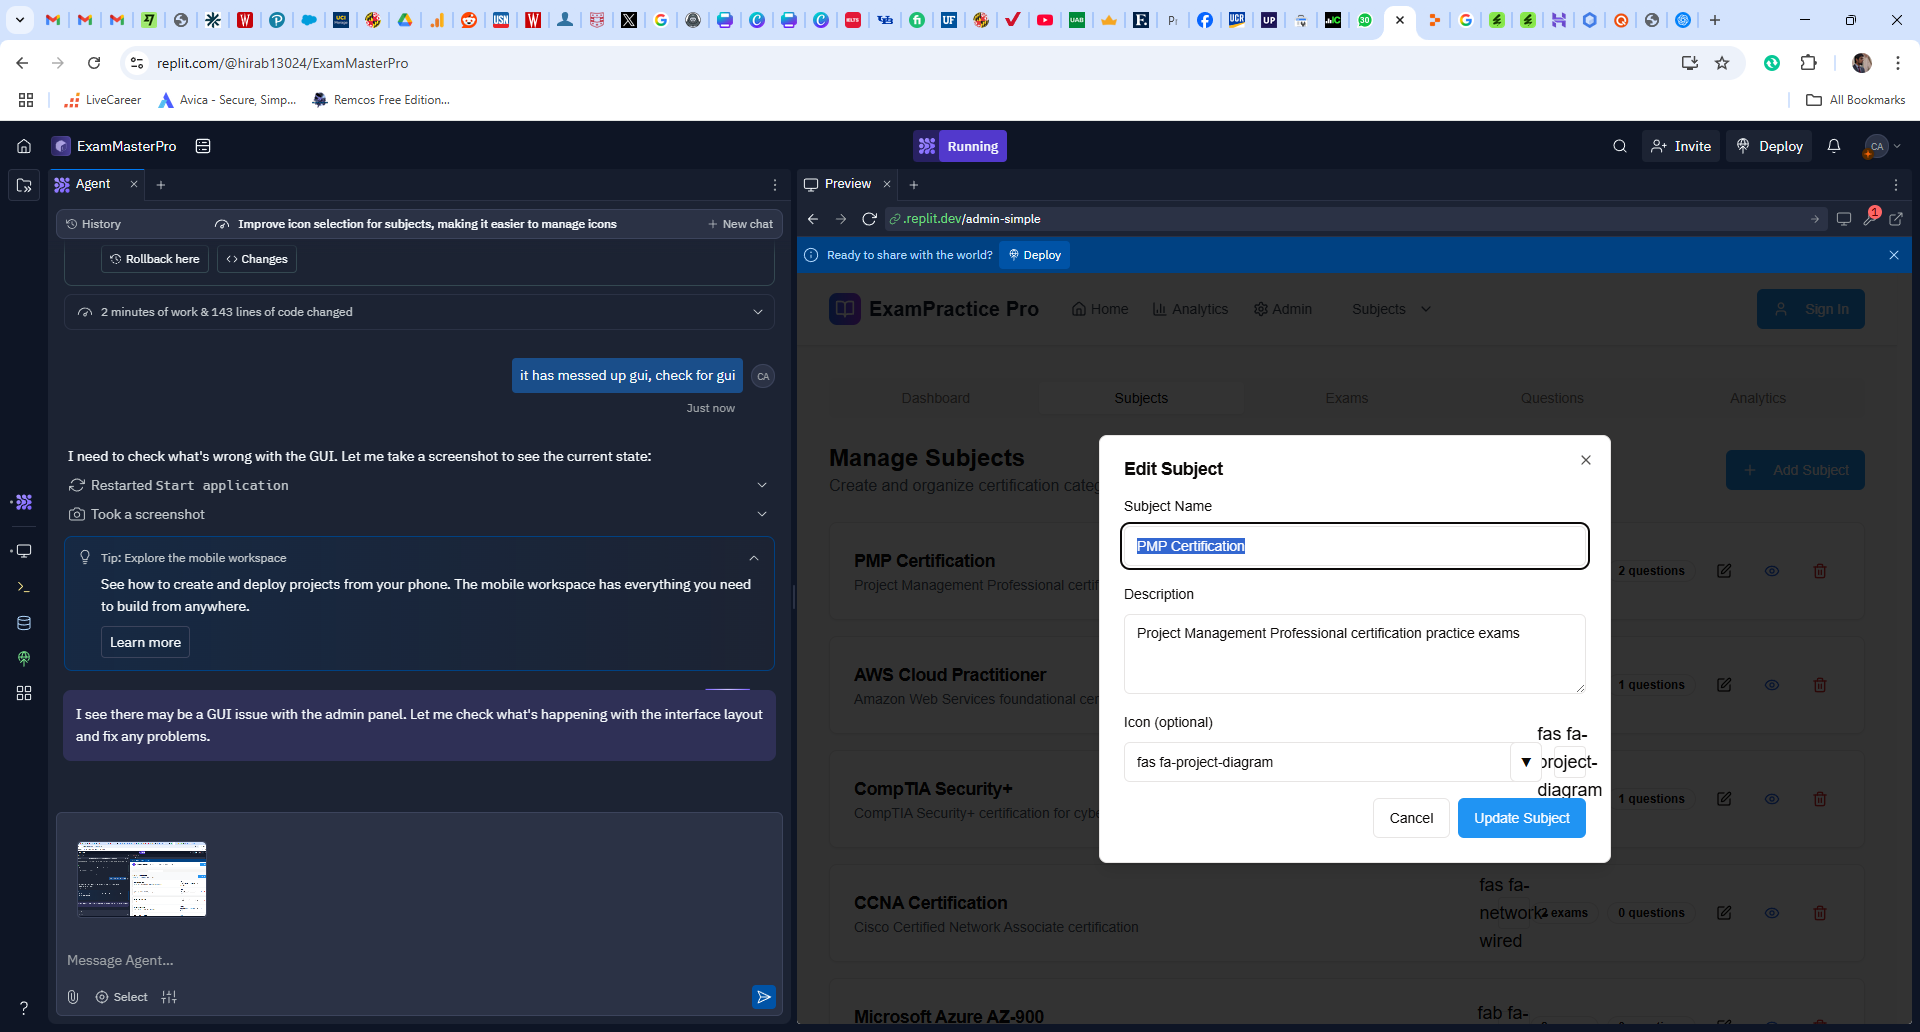 replit.com/@hirab13024/ExamMasterPro
LiveCareer
Avica - Secure, Simp...
Remcos Free Edition...
All Bookmarks
ExamMasterPro
Running
Invite
Deploy
CA
Agent
Preview
History
Improve icon selection for subjects, making it easier to manage icons
New chat
.replit.dev/admin-simple
1
Rollback here
Changes
Ready to share with the world?
Deploy
2 minutes of work & 143 lines of code changed
ExamPractice Pro
Home
Analytics
Admin
Subjects
Sign In
it has messed up gui, check for gui
CA
Just now
Dashboard
Subjects
Exams
Questions
Analytics
I need to check what's wrong with the GUI. Let me take a screenshot to see the current state:
Restarted Start application
Took a screenshot
Tip: Explore the mobile workspace
See how to create and deploy projects from your phone. The mobile workspace has everything you need
to build from anywhere.
Learn more
I see there may be a GUI issue with the admin panel. Let me check what's happening with the interface layout
and fix any problems.
Message Agent...
Select
Manage Subjects
Create and organize certification categ
Add Subject
PMP Certification
Project Management Professional certif
2 questions
AWS Cloud Practitioner
Amazon Web Services foundational cer
1 questions
CompTIA Security+
CompTIA Security+ certification for cybe
1 questions
CCNA Certification
Cisco Certified Network Associate certification
fas fa-
network-
wired
exams
0 questions
Microsoft Azure AZ-900
fab fa-
Edit Subject
Subject Name
PMP Certification
Description
Project Management Professional certification practice exams
Icon (optional)
fas fa-project-diagram
▼
fas fa-
project-
diagram
Cancel
Update Subject